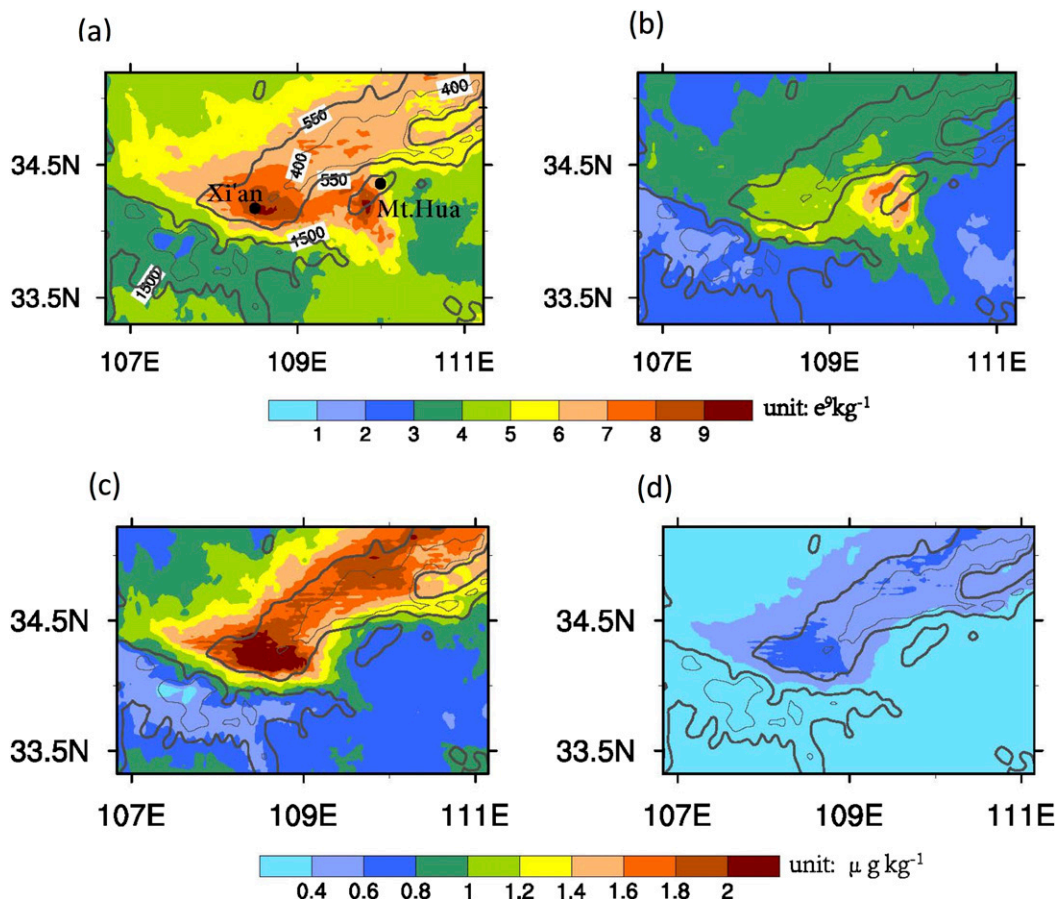 (a)
(b)
34.5N
33.5N
550
400
400
550
Xi'an
Mt.Hua
1500
1500
107E 109E 111E
34.5N
33.5N
107E 109E 111E
1 2 3 4 5 6 7 8 9
unit: e⁹kg⁻¹
(c)
(d)
34.5N
33.5N
107E 109E 111E
34.5N
33.5N
107E 109E 111E
0.4 0.6 0.8 1 1.2 1.4 1.6 1.8 2
unit: μ g kg⁻¹